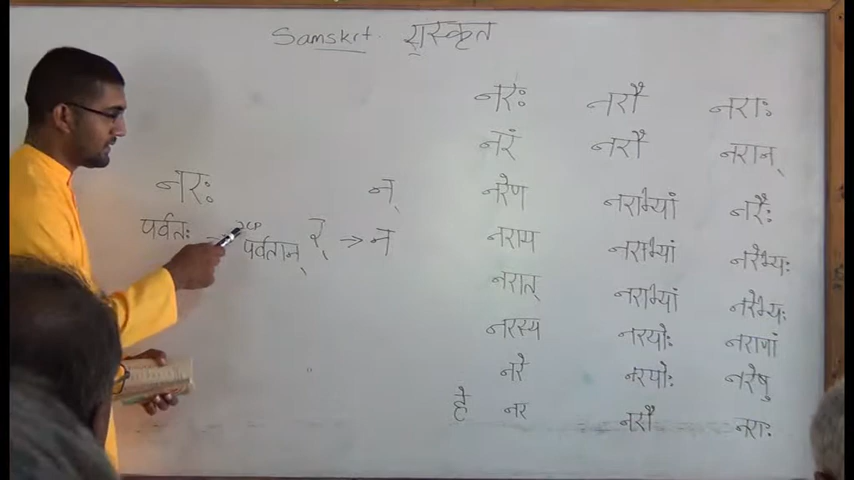 Samskrt. संस्कृत
नरः नरौ नराः
नरं नरौ नरान्
नरेण नराभ्यां नरैः
नराय नराभ्यां नरेभ्यः
नरात् नराभ्यां नरेभ्यः
नरस्य नरयोः नराणां
नरे नरयोः नरेषु
हे नर नरौ नराः
नरः न्
पर्वतः → पर्वतान् र् → न